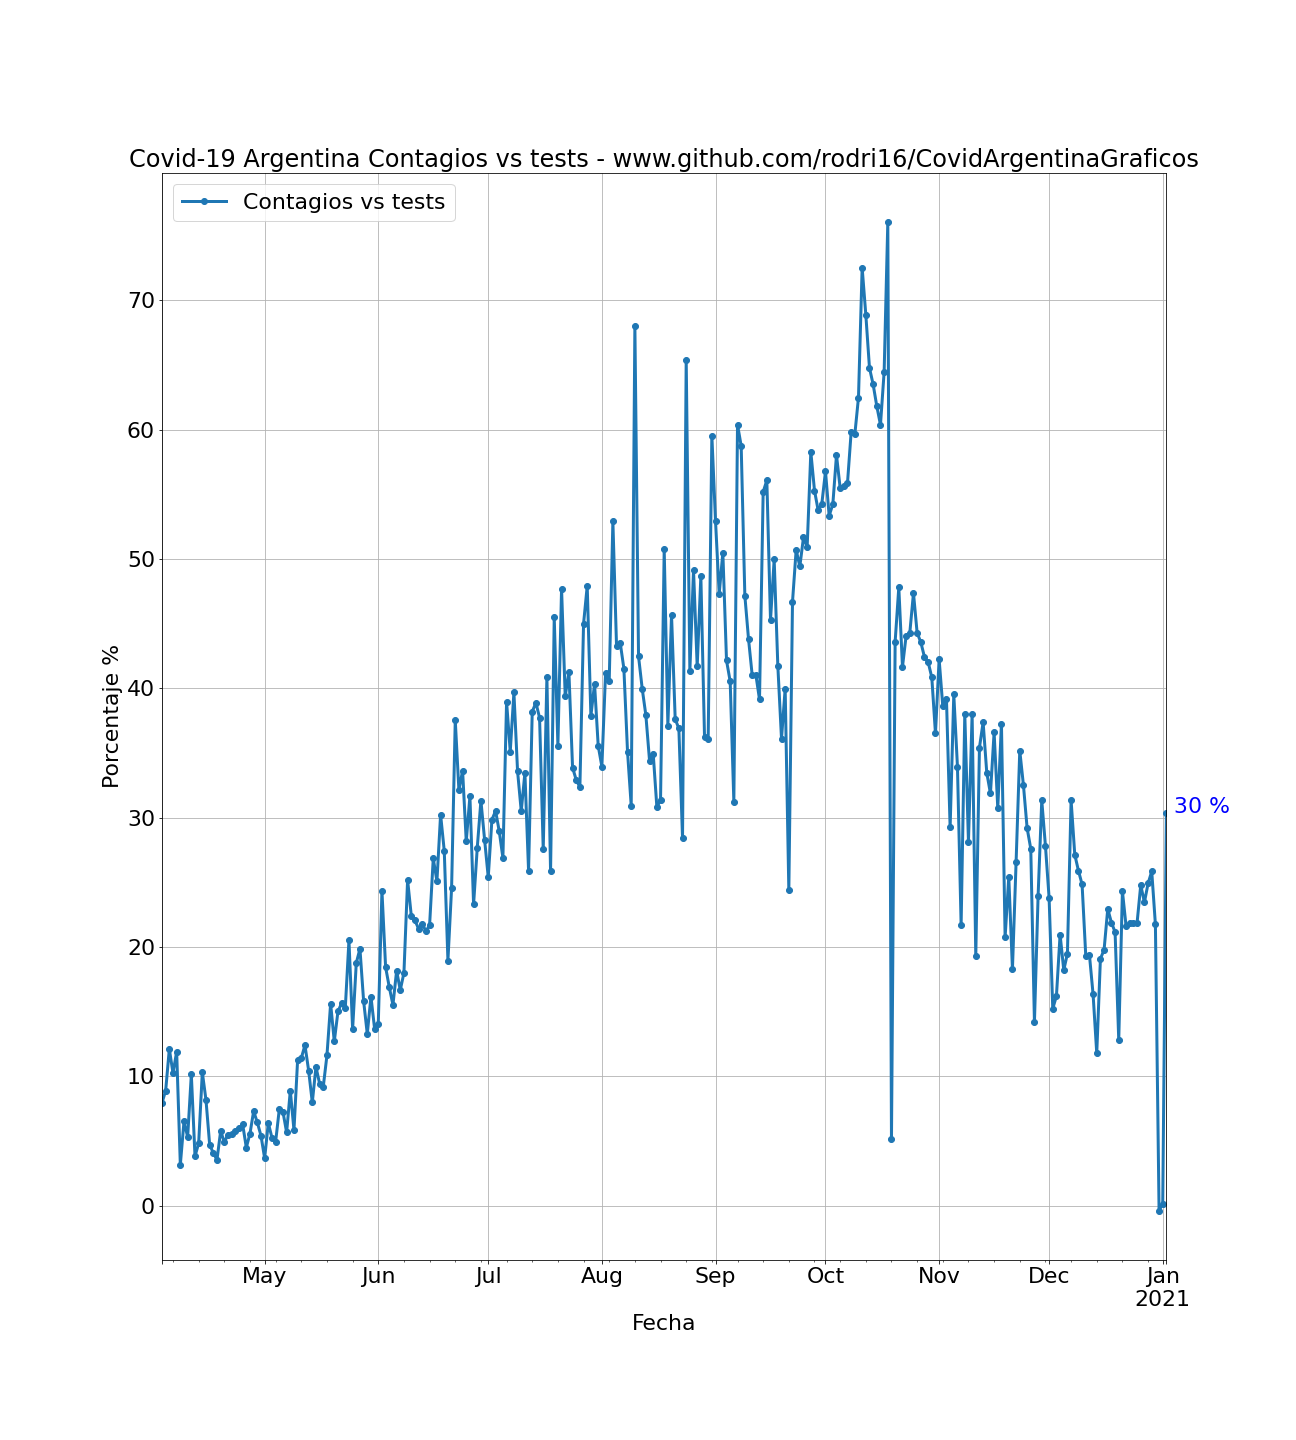 Covid-19 Argentina Contagios vs tests - www.github.com/rodri16/CovidArgentinaGraficos
Contagios vs tests
70
60
50
40
30
20
10
0
Porcentaje %
30 %
May Jun Jul Aug Sep Oct Nov Dec Jan
2021
Fecha